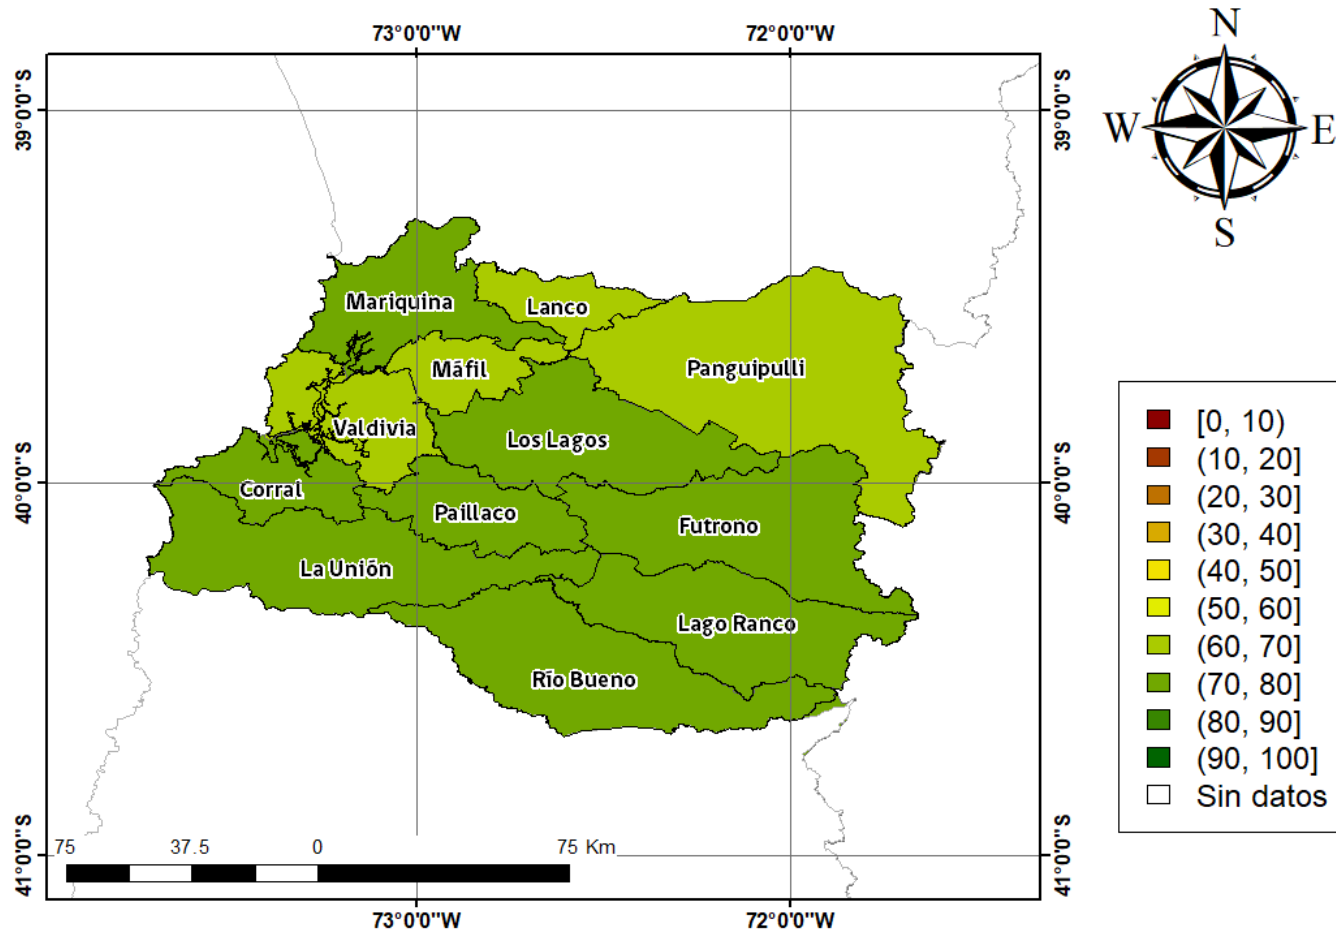 73°0'0"W
72°0'0"W
N
W
E
S
39°0'0"S
39°0'0"S
Mariquina
Lanco
Máfil
Panguipulli
Valdivia
Los Lagos
40°0'0"S
40°0'0"S
Corral
Paillaco
Futrono
La Unión
Lago Ranco
Río Bueno
[0, 10)
(10, 20]
(20, 30]
(30, 40]
(40, 50]
(50, 60]
(60, 70]
(70, 80]
(80, 90]
(90, 100]
Sin datos
75 37.5 0 75 Km
41°0'0"S
41°0'0"S
73°0'0"W
72°0'0"W